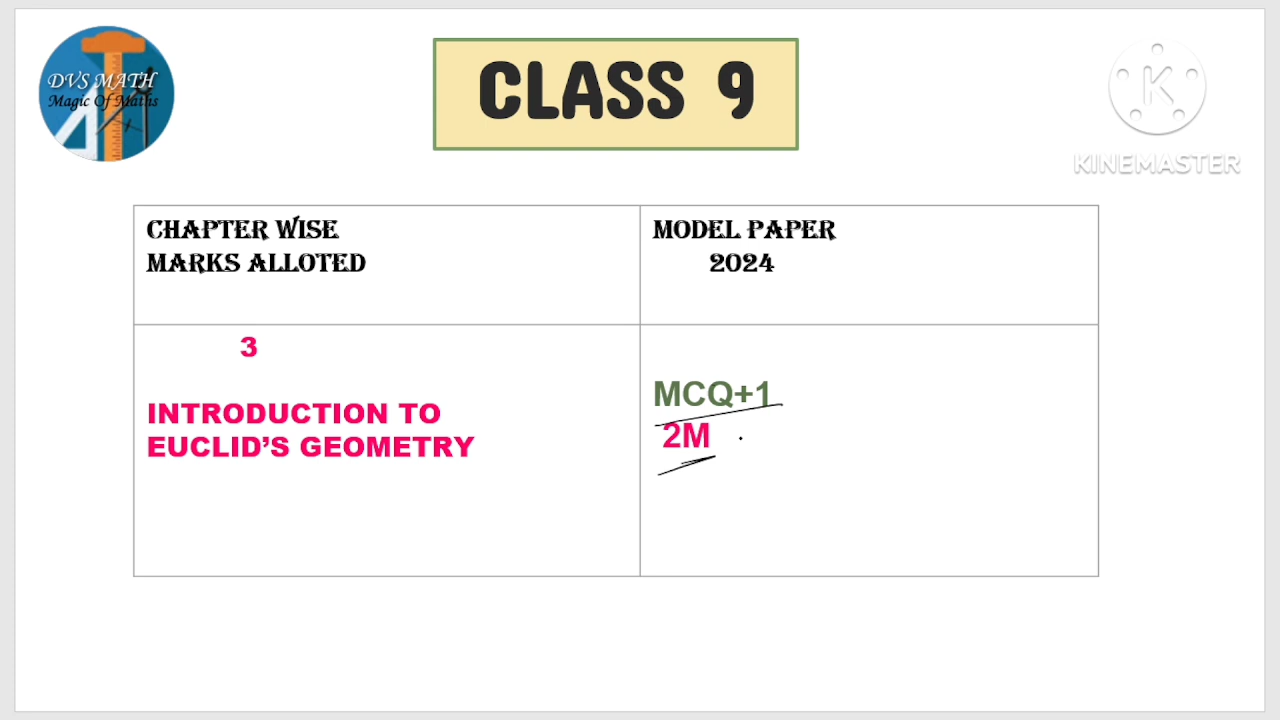 DVS MATH
Magic Of Maths
CLASS 9
KINEMASTER
CHAPTER WISE
MARKS ALLOTED
MODEL PAPER
2024
3
INTRODUCTION TO
EUCLID’S GEOMETRY
MCQ+1
2M